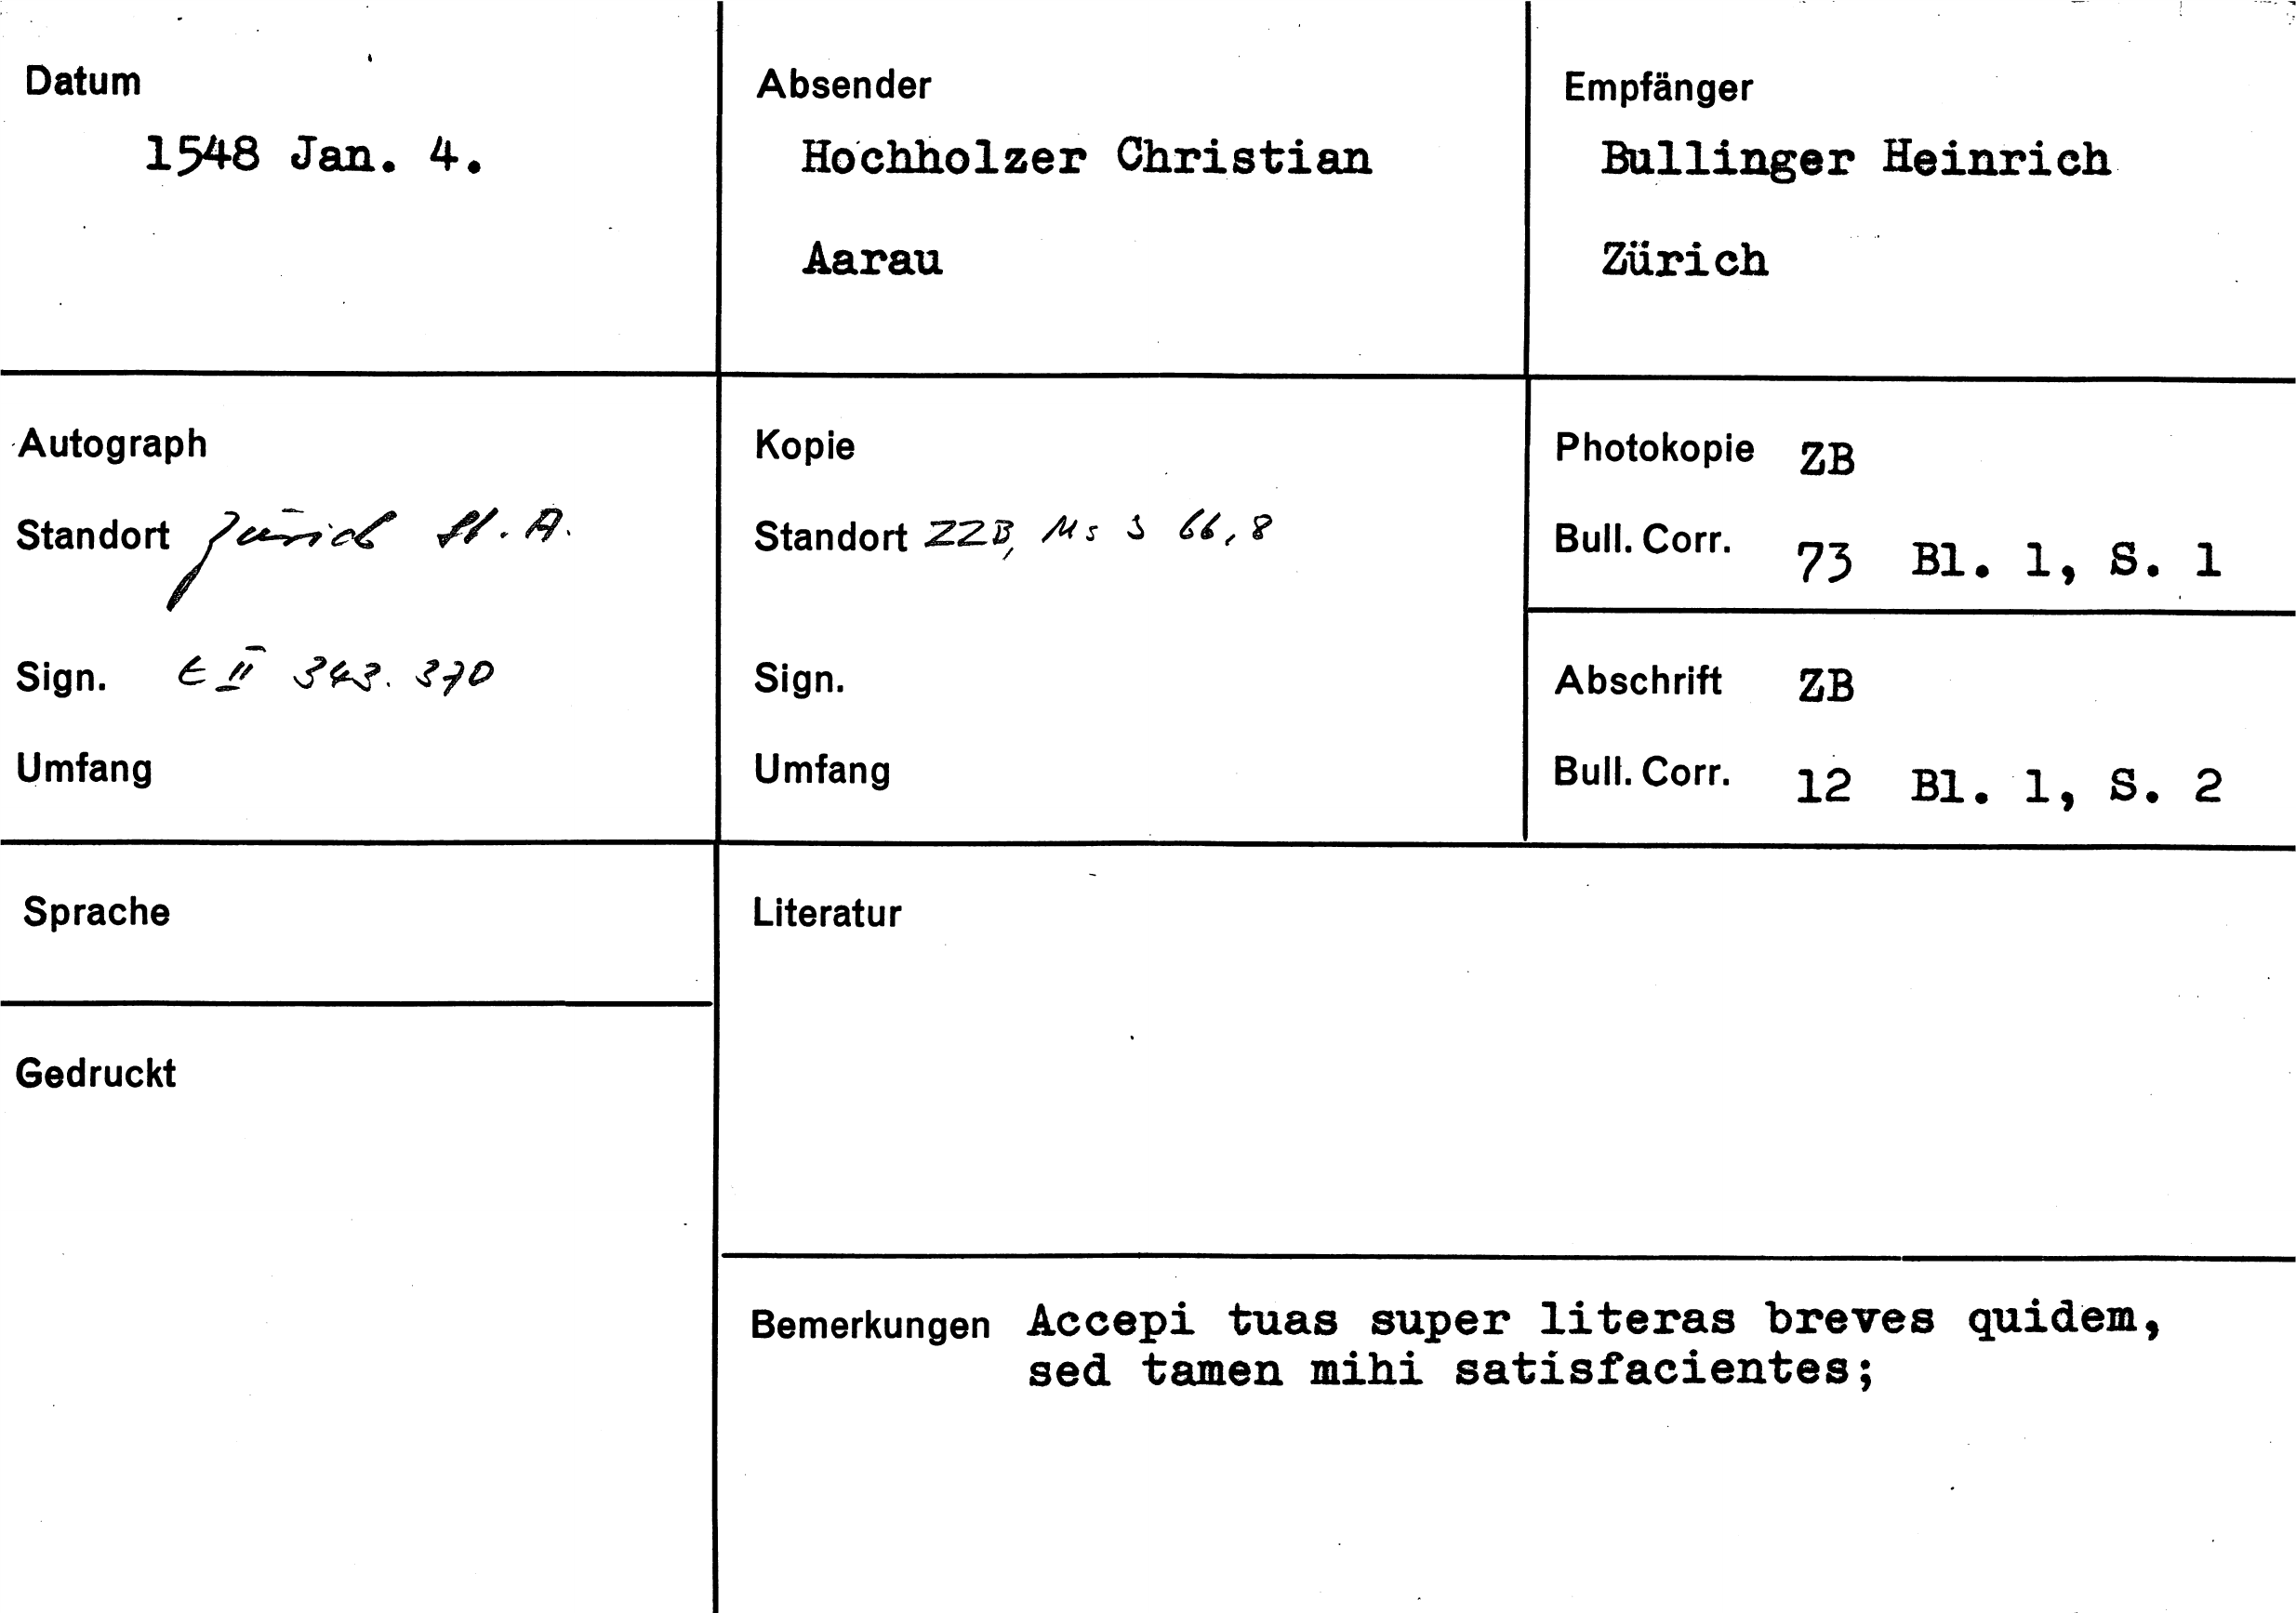 Datum
1548 Jan. 4.
Absender
Hochholzer Christian
Aarau
Empfänger
Bullinger Heinrich
Zürich
Autograph
Standort Zürich St. A.
Sign. E II 343. 370
Umfang
Kopie
Standort ZZB, Ms S 66, 8
Sign.
Umfang
Photokopie ZB
Bull. Corr. 73 Bl. 1, S. 1
Abschrift ZB
Bull. Corr. 12 Bl. 1, S. 2
Sprache
Gedruckt
Literatur
Bemerkungen Accepi tuas super literas breves quidem,
sed tamen mihi satisfacientes;